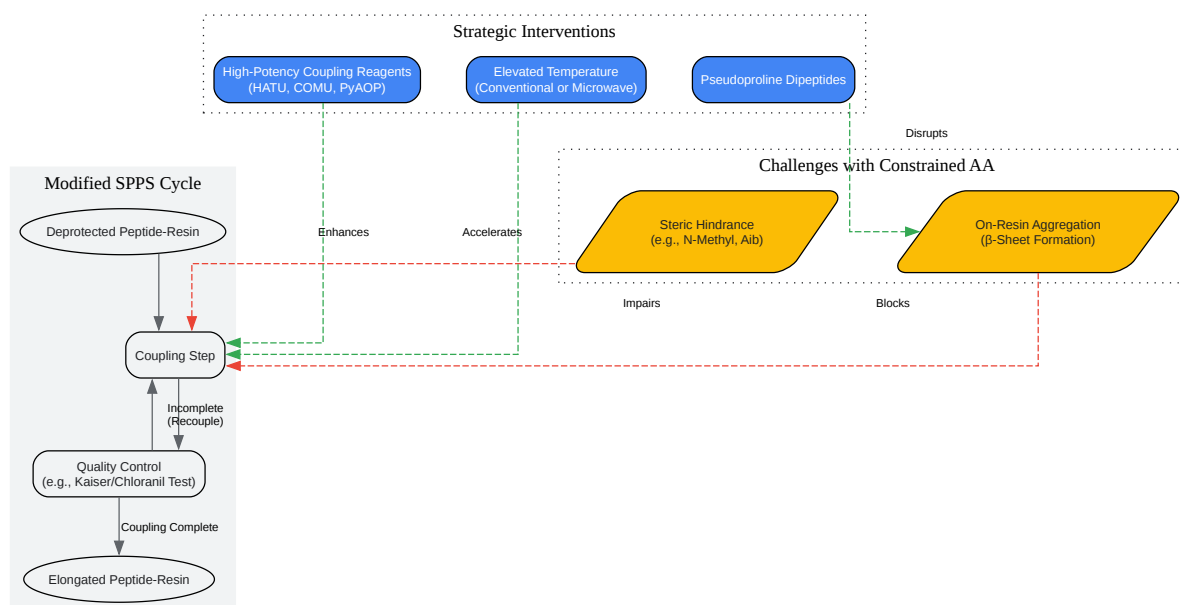 Strategic Interventions
High-Potency Coupling Reagents
(HATU, COMU, PyAOP)
Elevated Temperature
(Conventional or Microwave)
Pseudoproline Dipeptides
Disrupts
Challenges with Constrained AA
Modified SPPS Cycle
Deprotected Peptide-Resin
Enhances
Accelerates
Steric Hindrance
(e.g., N-Methyl, Aib)
On-Resin Aggregation
(β-Sheet Formation)
Impairs
Blocks
Coupling Step
Incomplete
(Recouple)
Quality Control
(e.g., Kaiser/Chloranil Test)
Coupling Complete
Elongated Peptide-Resin